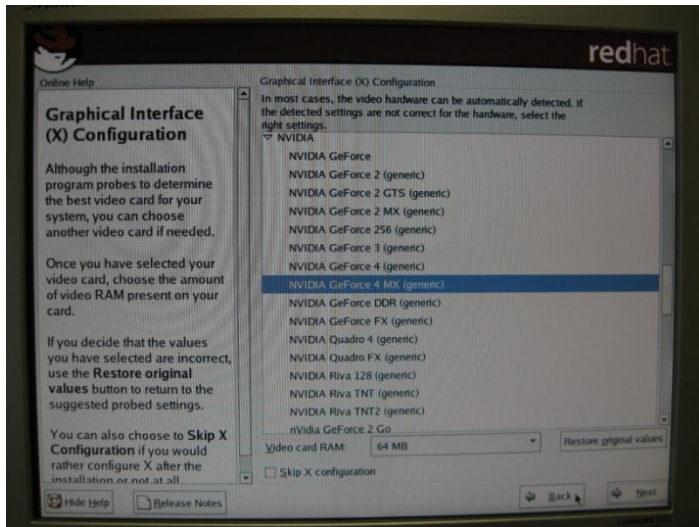 redhat
Online Help
Graphical Interface
(X) Configuration
Although the installation
program probes to determine
the best video card for your
system, you can choose
another video card if needed.
Once you have selected your
video card, choose the amount
of video RAM present on your
card.
If you decide that the values
you have selected are incorrect,
use the Restore original
values button to return to the
suggested probed settings.
You can also choose to Skip X
Configuration if you would
rather configure X after the
installation or not at all
Graphical Interface (X) Configuration
In most cases, the video hardware can be automatically detected. If
the detected settings are not correct for the hardware, select the
right settings.
NVIDIA
NVIDIA GeForce
NVIDIA GeForce 2 (generic)
NVIDIA GeForce 2 GTS (generic)
NVIDIA GeForce 2 MX (generic)
NVIDIA GeForce 256 (generic)
NVIDIA GeForce 3 (generic)
NVIDIA GeForce 4 (generic)
NVIDIA GeForce 4 MX (generic)
NVIDIA GeForce DDR (generic)
NVIDIA GeForce FX (generic)
NVIDIA Quadro 4 (generic)
NVIDIA Quadro FX (generic)
NVIDIA Riva 128 (generic)
NVIDIA Riva TNT (generic)
NVIDIA Riva TNT2 (generic)
nVidia GeForce 2 Go
Video card RAM: 64 MB Restore original values
Skip X configuration
Hide Help Release Notes Back Next